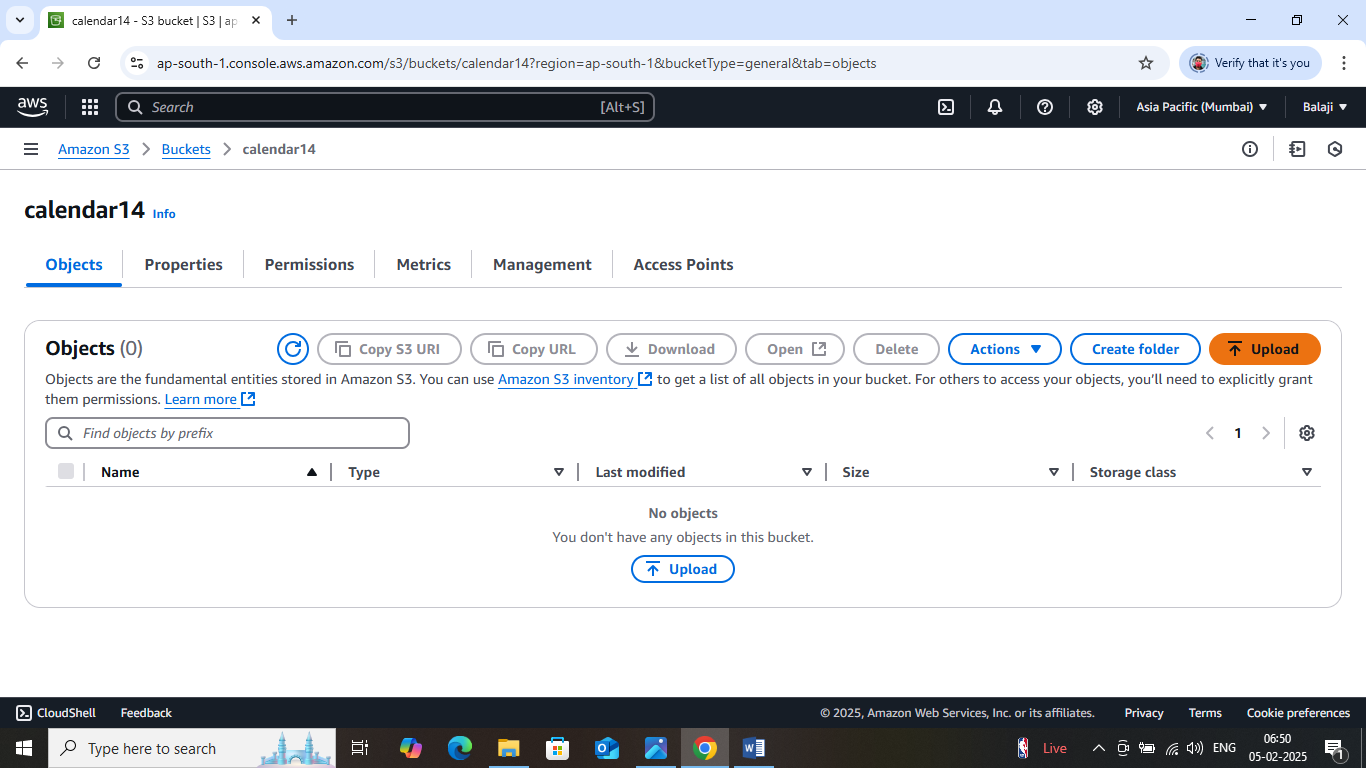 calendar14 - S3 bucket | S3 | ap
ap-south-1.console.aws.amazon.com/s3/buckets/calendar14?region=ap-south-1&bucketType=general&tab=objects
Verify that it's you
aws
Search [Alt+S]
Asia Pacific (Mumbai)
Balaji
Amazon S3
Buckets
calendar14
calendar14 Info
Objects
Properties
Permissions
Metrics
Management
Access Points
Objects (0)
Copy S3 URI
Copy URL
Download
Open
Delete
Actions
Create folder
Upload
Objects are the fundamental entities stored in Amazon S3. You can use Amazon S3 inventory to get a list of all objects in your bucket. For others to access your objects, you’ll need to explicitly grant
them permissions. Learn more
Find objects by prefix
1
Name
Type
Last modified
Size
Storage class
No objects
You don't have any objects in this bucket.
Upload
CloudShell
Feedback
© 2025, Amazon Web Services, Inc. or its affiliates.
Privacy
Terms
Cookie preferences
Type here to search
Live
ENG
06:50
05-02-2025
1